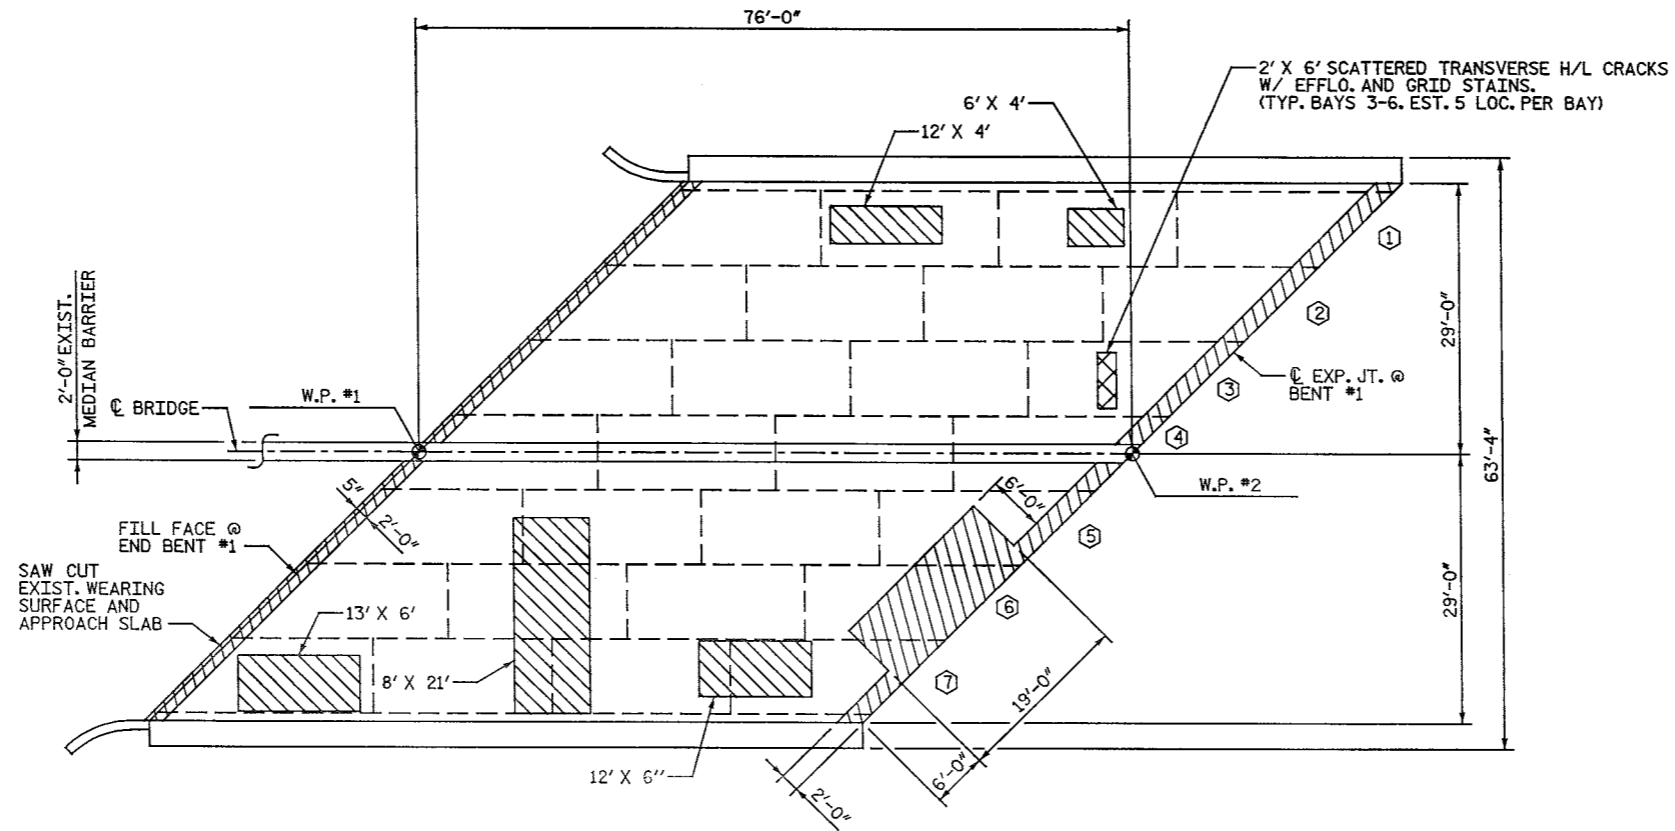 76'-0"
2' X 6' SCATTERED TRANSVERSE H/L CRACKS
W/ EFFLO. AND GRID STAINS.
(TYP. BAYS 3-6. EST. 5 LOC. PER BAY)
6' X 4'
12' X 4'
1
2
29'-0"
2'-0" EXIST.
MEDIAN BARRIER
℄ BRIDGE
W.P. #1
3
℄ EXP. JT. @
BENT #1
4
63'-4"
W.P. #2
5"
2'-0"
6'-0"
5
FILL FACE @
END BENT #1
SAW CUT
EXIST. WEARING
SURFACE AND
APPROACH SLAB
6
29'-0"
13' X 6'
8' X 21'
7
19'-0"
12' X 6''
6'-0"
2'-0"